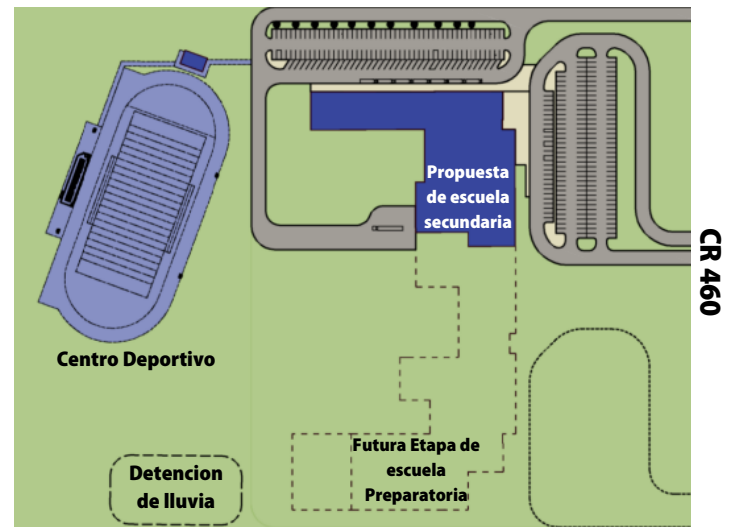 Propuesta
de escuela
secundaria
CR 460
Centro Deportivo
Futura Etapa de
escuela
Preparatoria
Detencion
de lluvia